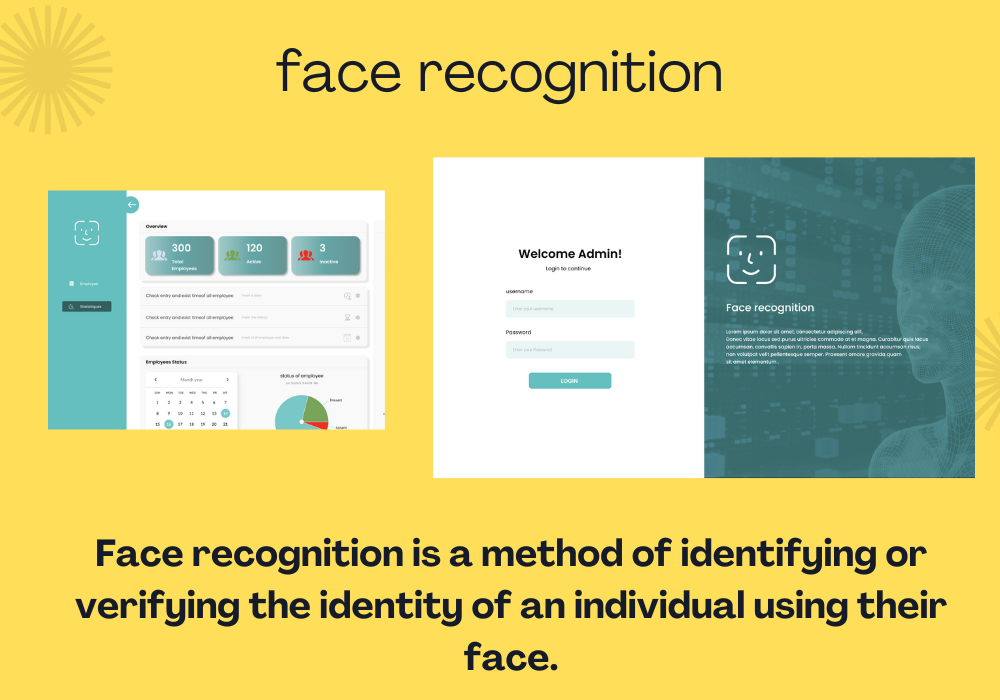 face recognition
Overview
300
Total
Employees
120
Active
3
Inactive
Employee
Check entry and exist time of all employee
Check entry and exist time of all employee
Check entry and exist time of all employee
Employees Status
Month year
SUN MON TUE WED THU FRI SAT
1 2 3 4 5 6 7
8 9 10 11 12 13 14
15 16 17 18 19 20 21
status of employee
Present
Welcome Admin!
Login to continue
username
Enter your username
Password
Enter your Password
LOGIN
Face recognition
Lorem ipsum dolor sit amet, consectetur adipiscing elit.
Donec vitae lacus sed purus ultricies commodo at et magna. Curabitur quis lacus
accumsan, convallis sapien in, porta massa. Nullam tincidunt accumsan risus,
non volutpat velit pellentesque semper. Praesent ornare gravida quam
sit amet elementum .
Face recognition is a method of identifying or
verifying the identity of an individual using their
face.